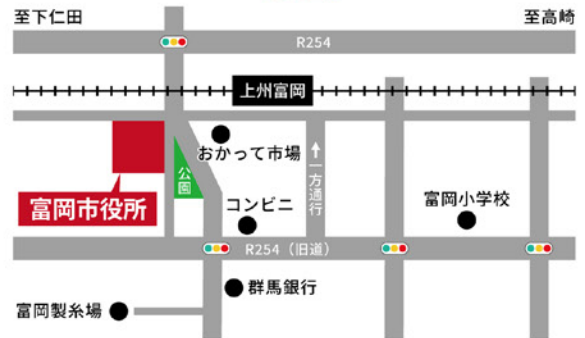 至下仁田
至高崎
R254
上州富岡
おかって市場
公園
↑一方通行
富岡市役所
コンビニ
富岡小学校
R254（旧道）
群馬銀行
富岡製糸場